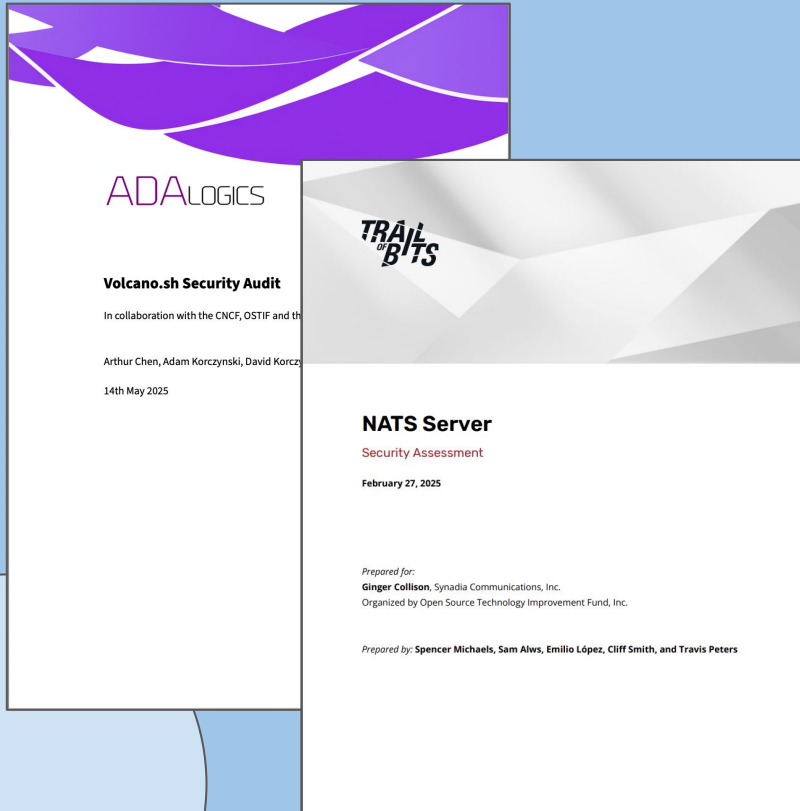 ADALOGICS
Volcano.sh Security Audit
In collaboration with the CNCF, OSTIF and
Arthur Chen, Adam Korczynski, David
14th May 2025
TRAIL
OF
BITS
NATS Server
Security Assessment
February 27, 2025
Prepared for:
Ginger Collison, Synadia Communications, Inc.
Organized by Open Source Technology Improvement Fund, Inc.
Prepared by: Spencer Michaels, Sam Alws, Emilio López, Cliff Smith, and Travis Peters